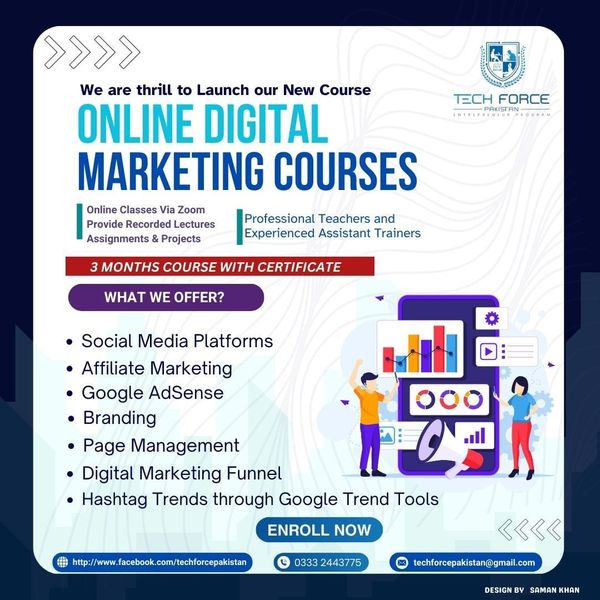 We are thrill to Launch our New Course
TECH FORCE
PAKISTAN
ENTREPRENEUR PROGRAM
ONLINE DIGITAL
MARKETING COURSES
Online Classes Via Zoom
Provide Recorded Lectures
Assignments & Projects
Professional Teachers and
Experienced Assistant Trainers
3 MONTHS COURSE WITH CERTIFICATE
WHAT WE OFFER?
• Social Media Platforms
• Affiliate Marketing
• Google AdSense
• Branding
• Page Management
• Digital Marketing Funnel
• Hashtag Trends through Google Trend Tools
ENROLL NOW
http://www.facebook.com/techforcepakistan
0333 2443775
techforcepakistan@gmail.com
DESIGN BY SAMAN KHAN